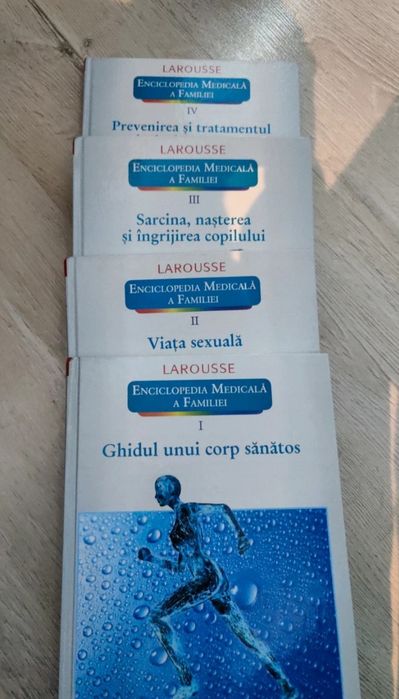 LAROUSSE
ENCICLOPEDIA MEDICALĂ
A FAMILIEI
IV
Prevenirea și tratamentul
LAROUSSE
ENCICLOPEDIA MEDICALĂ
A FAMILIEI
III
Sarcina, nașterea
și îngrijirea copilului
LAROUSSE
ENCICLOPEDIA MEDICALĂ
A FAMILIEI
II
Viața sexuală
LAROUSSE
ENCICLOPEDIA MEDICALĂ
A FAMILIEI
I
Ghidul unui corp sănătos